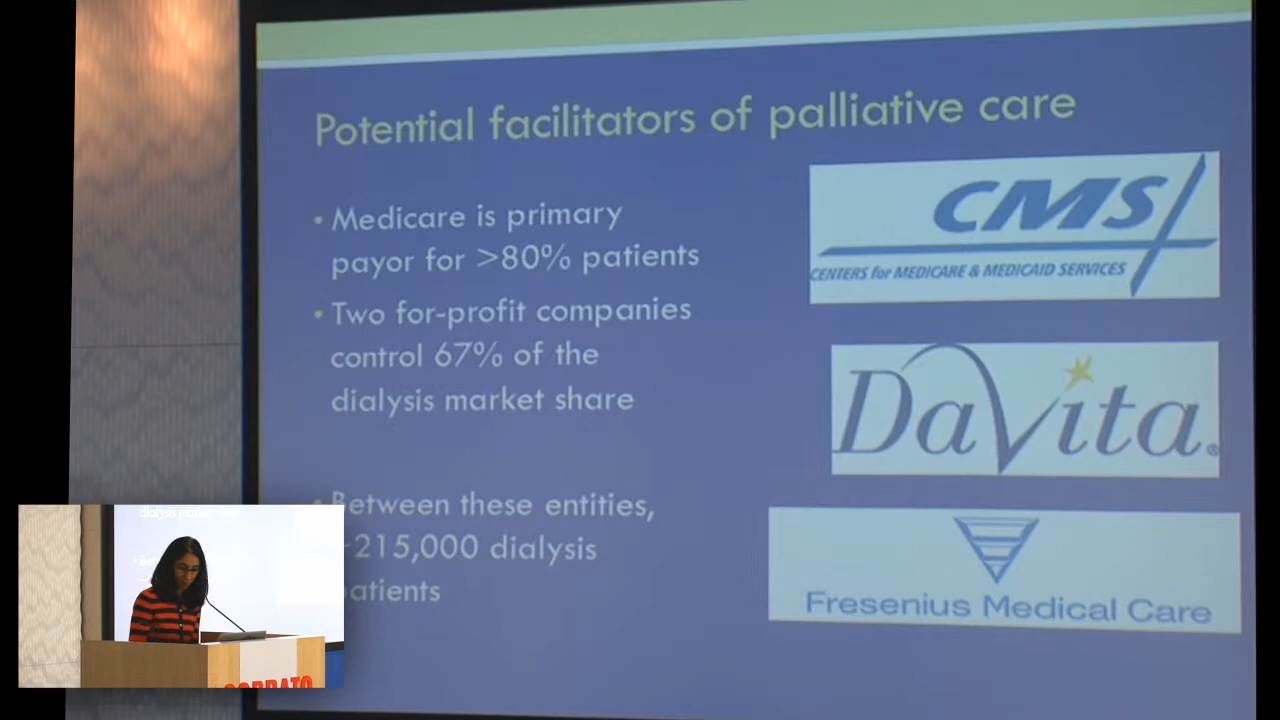 Potential facilitators of palliative care
• Medicare is primary
payor for >80% patients
• Two for-profit companies
control 67% of the
dialysis market share
• Between these entities,
215,000 dialysis
patients
CMS
CENTERS for MEDICARE & MEDICAID SERVICES
DaVita®
Fresenius Medical Care